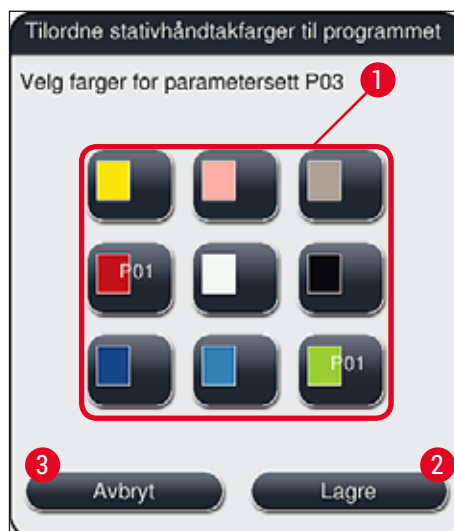 Tilordne stativhåndtakfarger til programmet
Velg farger for parametersett P03
1
P01
P01
3
2
Avbryt
Lagre